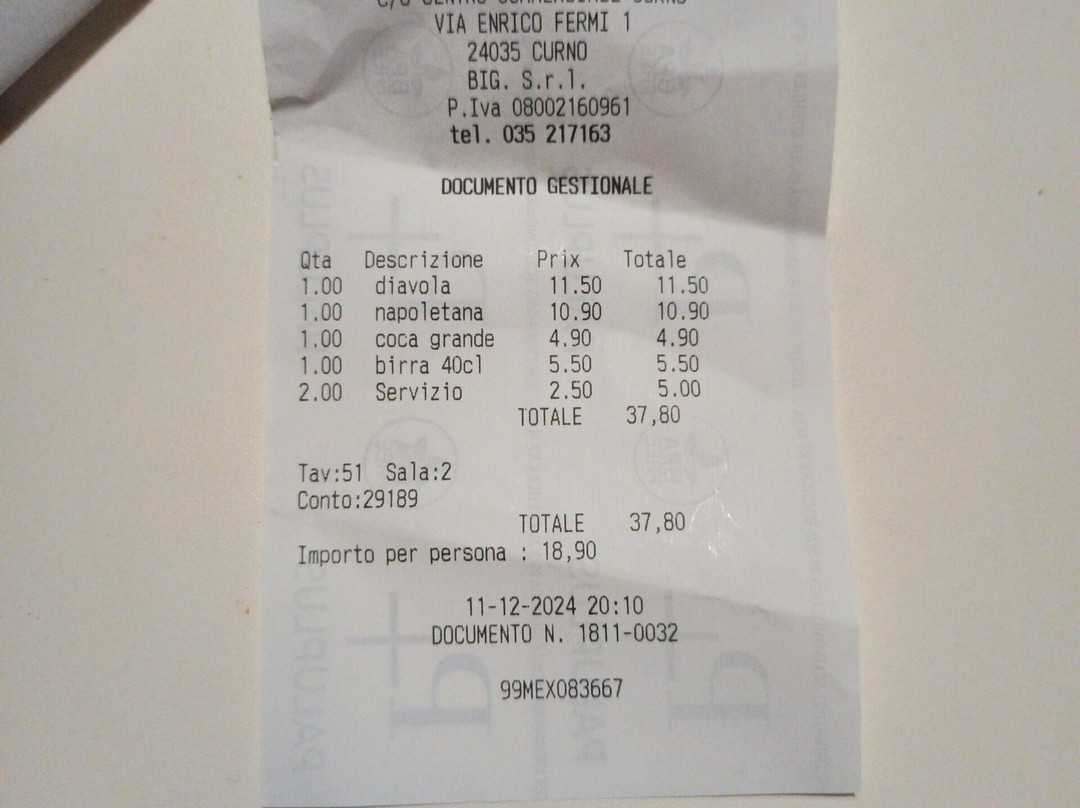 C/O CENTRO COMMERCIALE CURNO
VIA ENRICO FERMI 1
24035 CURNO
BIG. S.r.l.
P.Iva 08002160961
tel. 035 217163
DOCUMENTO GESTIONALE
Qta Descrizione Prix Totale
1.00 diavola 11.50 11.50
1.00 napoletana 10.90 10.90
1.00 coca grande 4.90 4.90
1.00 birra 40cl 5.50 5.50
2.00 Servizio 2.50 5.00
TOTALE 37,80
Tav:51 Sala:2
Conto:29189
TOTALE 37,80
Importo per persona : 18,90
11-12-2024 20:10
DOCUMENTO N. 1811-0032
99MEX083667